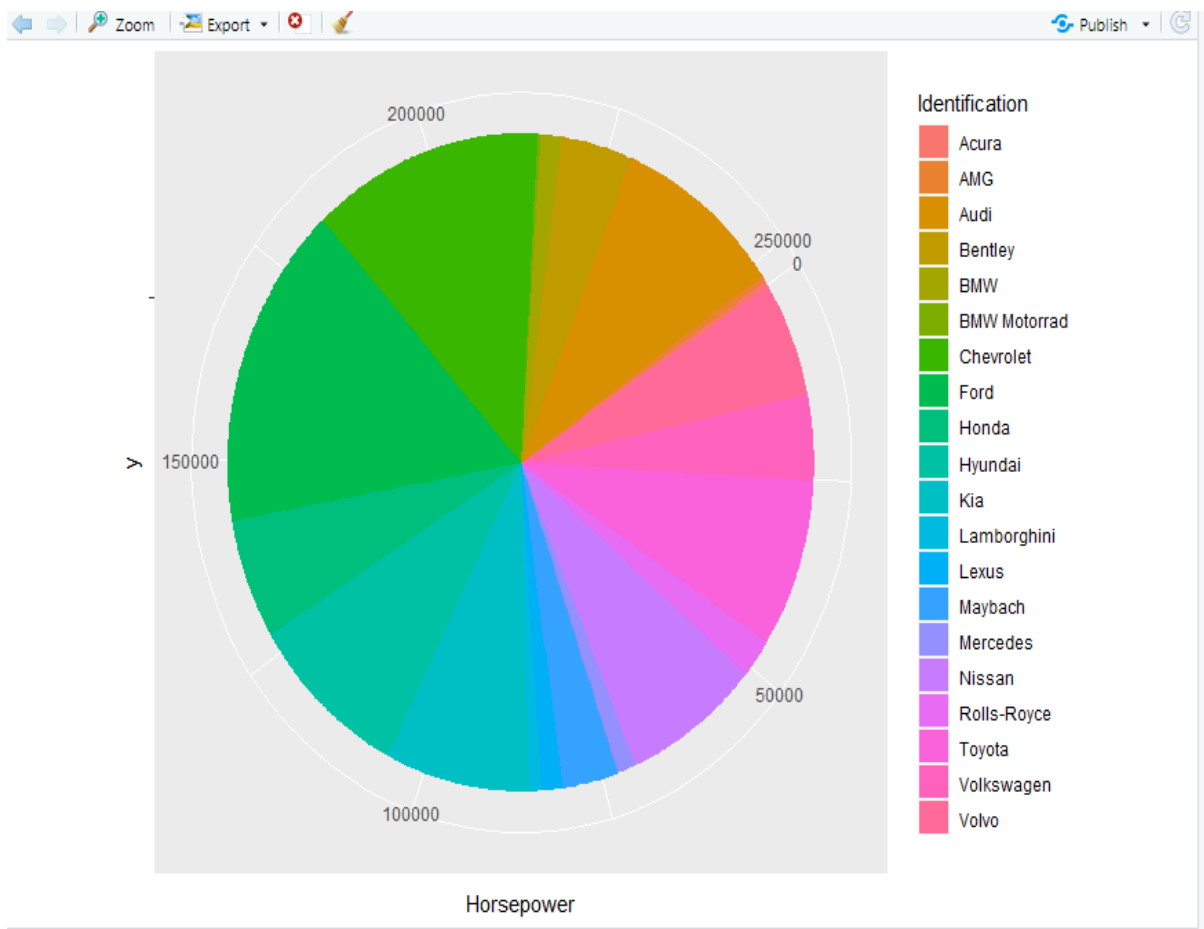 Zoom Export Publish
200000
250000
0
y
150000
50000
100000
Horsepower
Identification
Acura
AMG
Audi
Bentley
BMW
BMW Motorrad
Chevrolet
Ford
Honda
Hyundai
Kia
Lamborghini
Lexus
Maybach
Mercedes
Nissan
Rolls-Royce
Toyota
Volkswagen
Volvo